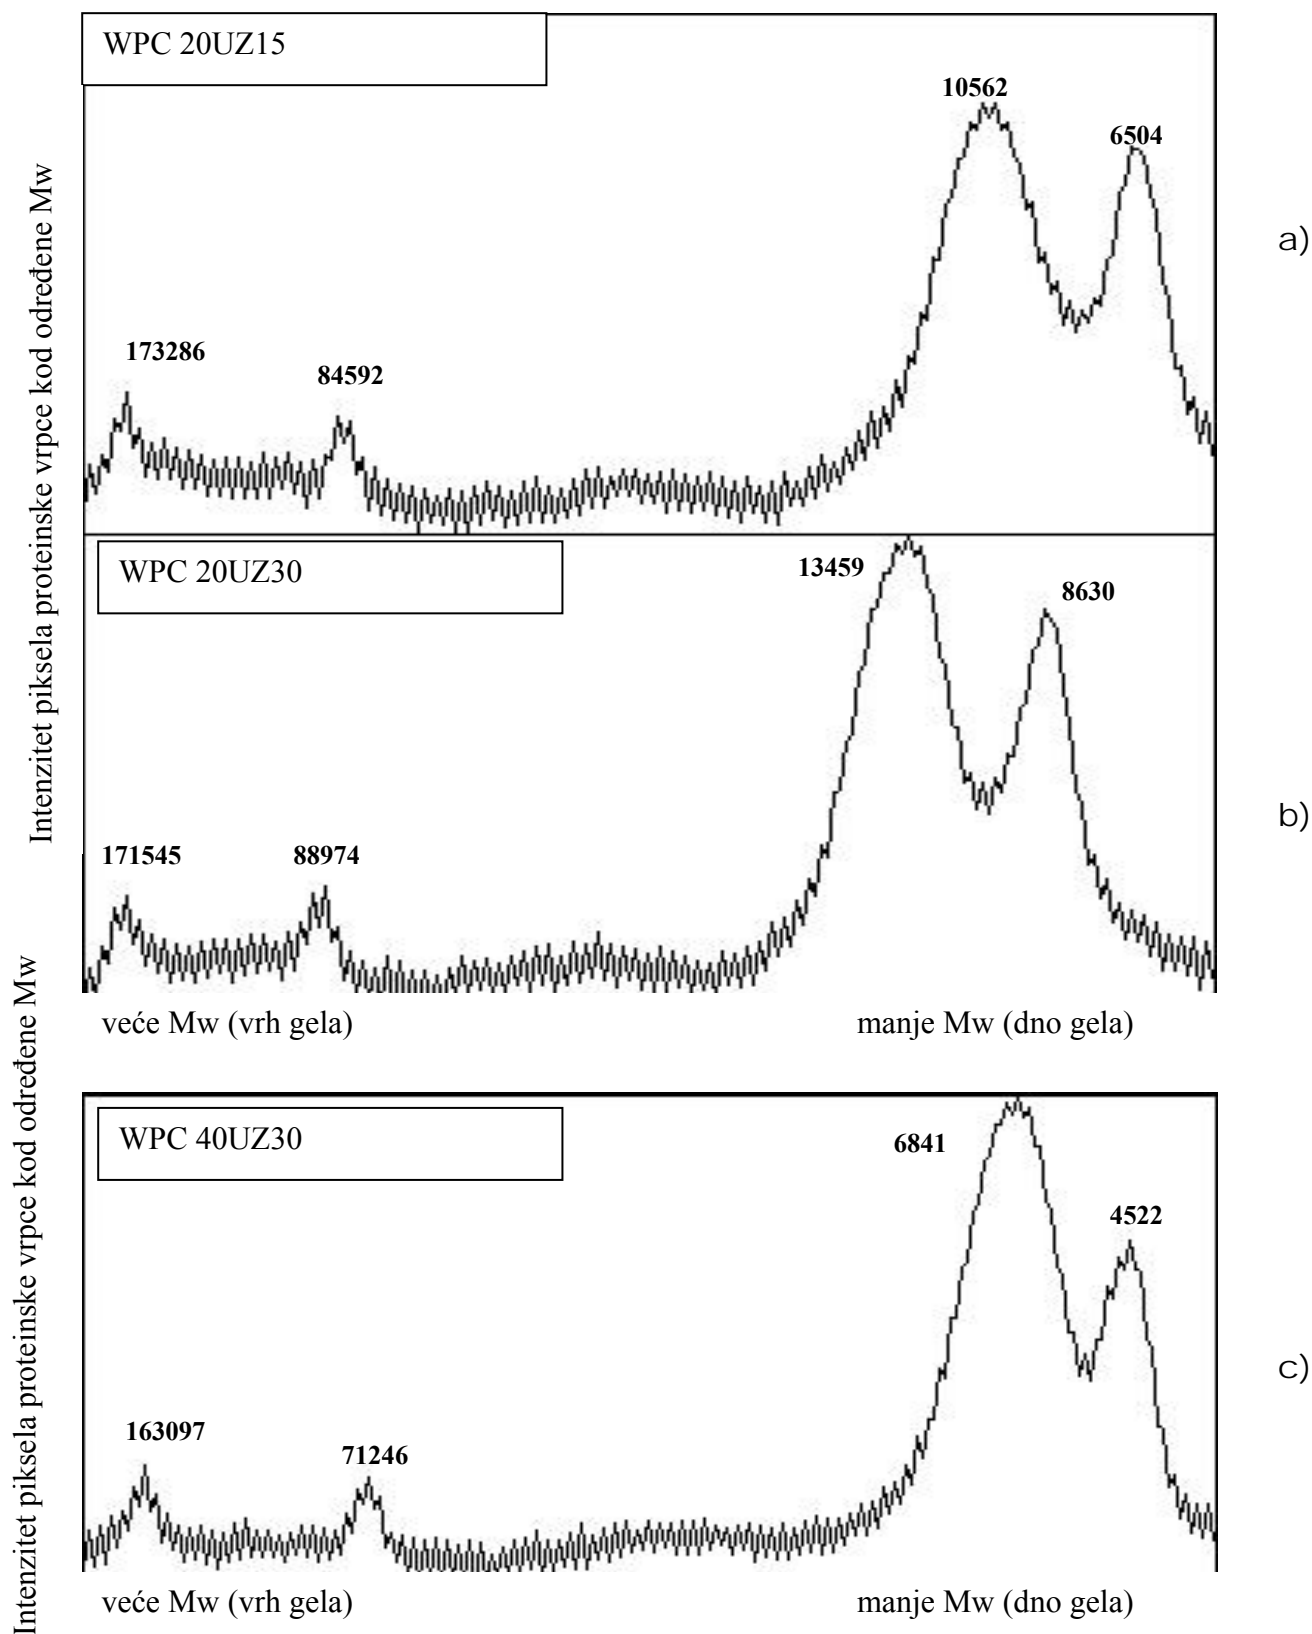 WPC 20UZ15
10562
6504
173286
84592
a)
Intenzitet piksela proteinske vrpce kod određene Mw
WPC 20UZ30
13459
8630
171545
88974
b)
veće Mw (vrh gela)
manje Mw (dno gela)
Intenzitet piksela proteinske vrpce kod određene Mw
WPC 40UZ30
6841
4522
163097
71246
c)
veće Mw (vrh gela)
manje Mw (dno gela)